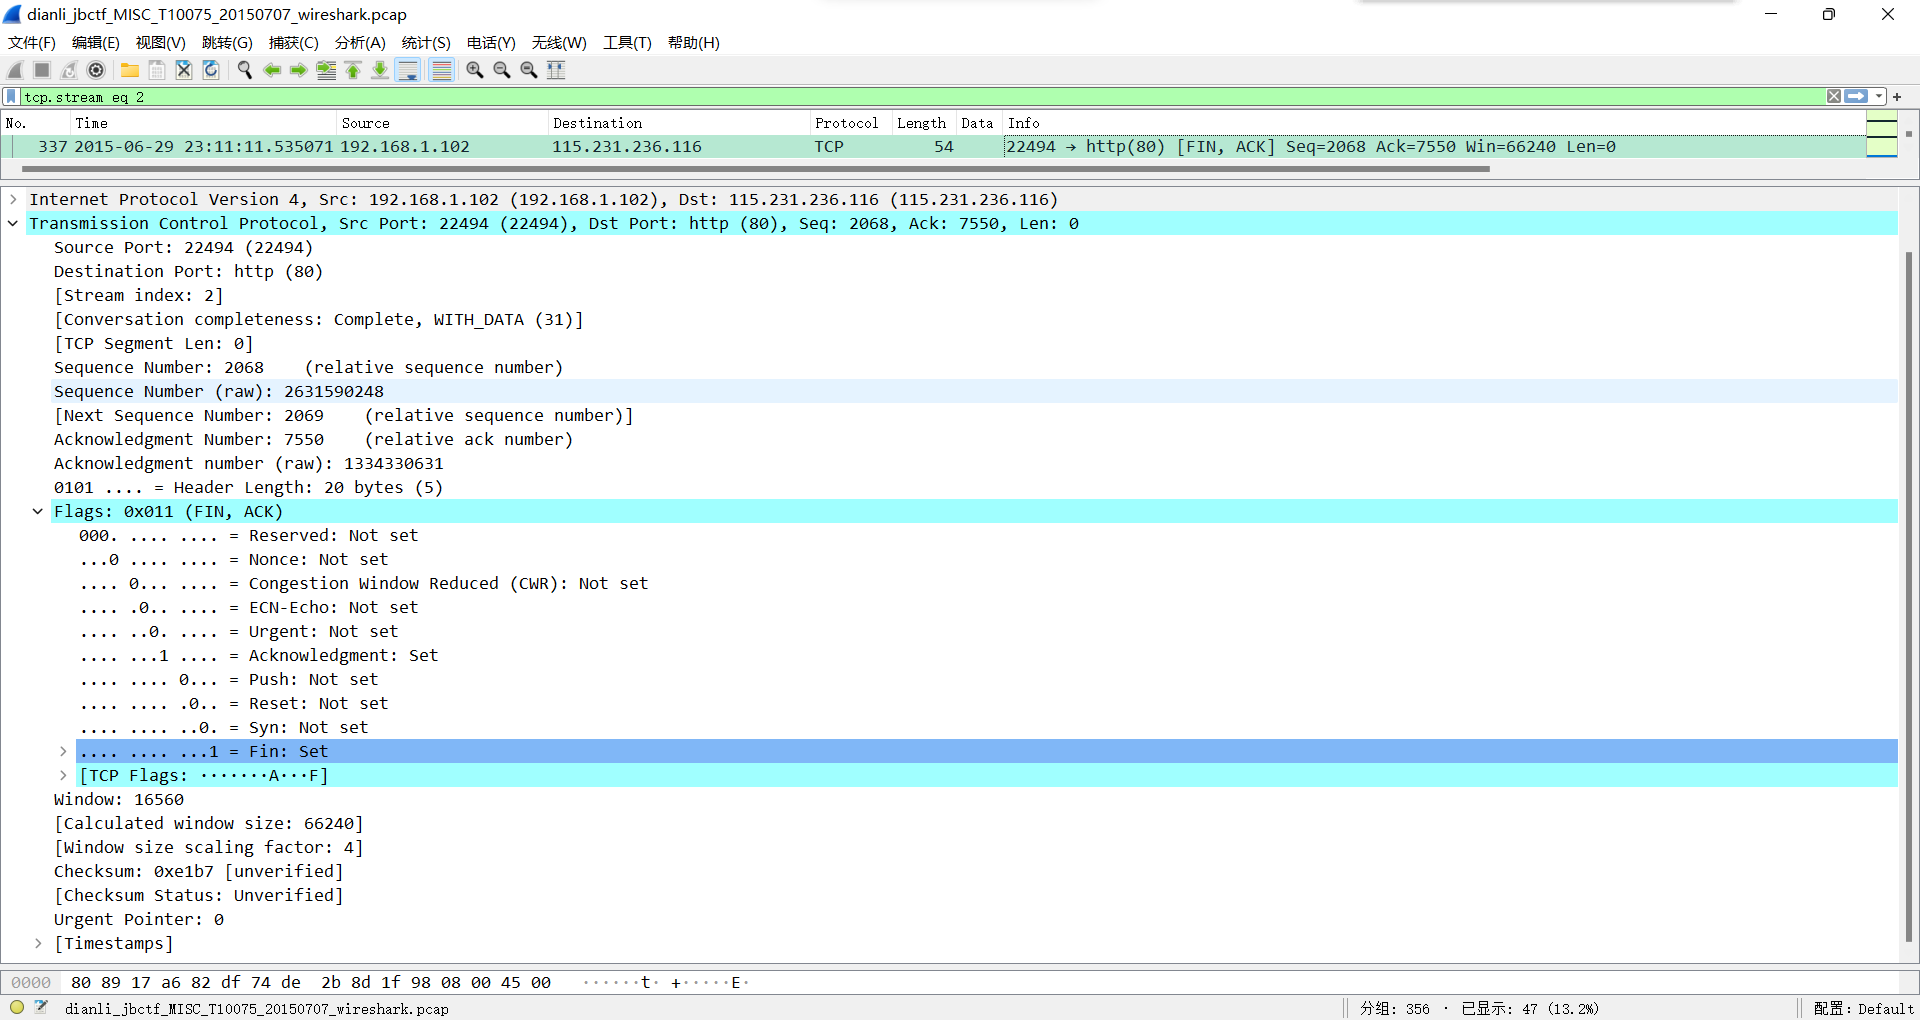 dianli_jbctf_MISC_T10075_20150707_wireshark.pcap
文件(F) 编辑(E) 视图(V) 跳转(G) 捕获(C) 分析(A) 统计(S) 电话(Y) 无线(W) 工具(T) 帮助(H)
tcp.stream eq 2
No. Time Source Destination Protocol Length Data Info
337 2015-06-29 23:11:11.535071 192.168.1.102 115.231.236.116 TCP 54 22494 → http(80) [FIN, ACK] Seq=2068 Ack=7550 Win=66240 Len=0
Internet Protocol Version 4, Src: 192.168.1.102 (192.168.1.102), Dst: 115.231.236.116 (115.231.236.116)
Transmission Control Protocol, Src Port: 22494 (22494), Dst Port: http (80), Seq: 2068, Ack: 7550, Len: 0
Source Port: 22494 (22494)
Destination Port: http (80)
[Stream index: 2]
[Conversation completeness: Complete, WITH_DATA (31)]
[TCP Segment Len: 0]
Sequence Number: 2068    (relative sequence number)
Sequence Number (raw): 2631590248
[Next Sequence Number: 2069    (relative sequence number)]
Acknowledgment Number: 7550    (relative ack number)
Acknowledgment number (raw): 1334330631
0101 .... = Header Length: 20 bytes (5)
Flags: 0x011 (FIN, ACK)
000. .... .... = Reserved: Not set
...0 .... .... = Nonce: Not set
.... 0... .... = Congestion Window Reduced (CWR): Not set
.... .0.. .... = ECN-Echo: Not set
.... ..0. .... = Urgent: Not set
.... ...1 .... = Acknowledgment: Set
.... .... 0... = Push: Not set
.... .... .0.. = Reset: Not set
.... .... ..0. = Syn: Not set
.... .... ...1 = Fin: Set
[TCP Flags: ·······A···F]
Window: 16560
[Calculated window size: 66240]
[Window size scaling factor: 4]
Checksum: 0xe1b7 [unverified]
[Checksum Status: Unverified]
Urgent Pointer: 0
[Timestamps]
0000 80 89 17 a6 82 df 74 de 2b 8d 1f 98 08 00 45 00 ······t· +·····E·
dianli_jbctf_MISC_T10075_20150707_wireshark.pcap 分组: 356 · 已显示: 47 (13.2%) 配置: Default